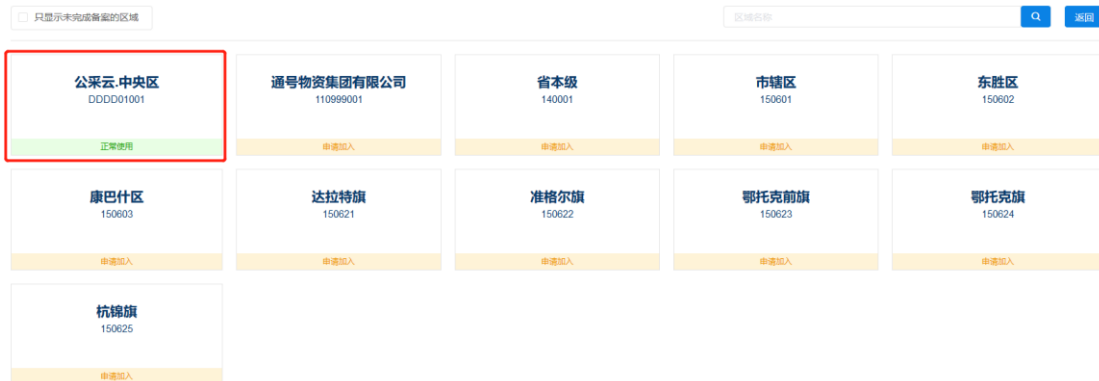 只显示未完成备案的区域
区域名称
返回
公采云.中央区
DDDD01001
正常使用
通号物资集团有限公司
110999001
申请加入
省本级
140001
申请加入
市辖区
150601
申请加入
东胜区
150602
申请加入
康巴什区
150603
申请加入
达拉特旗
150621
申请加入
准格尔旗
150622
申请加入
鄂托克前旗
150623
申请加入
鄂托克旗
150624
申请加入
杭锦旗
150625
申请加入